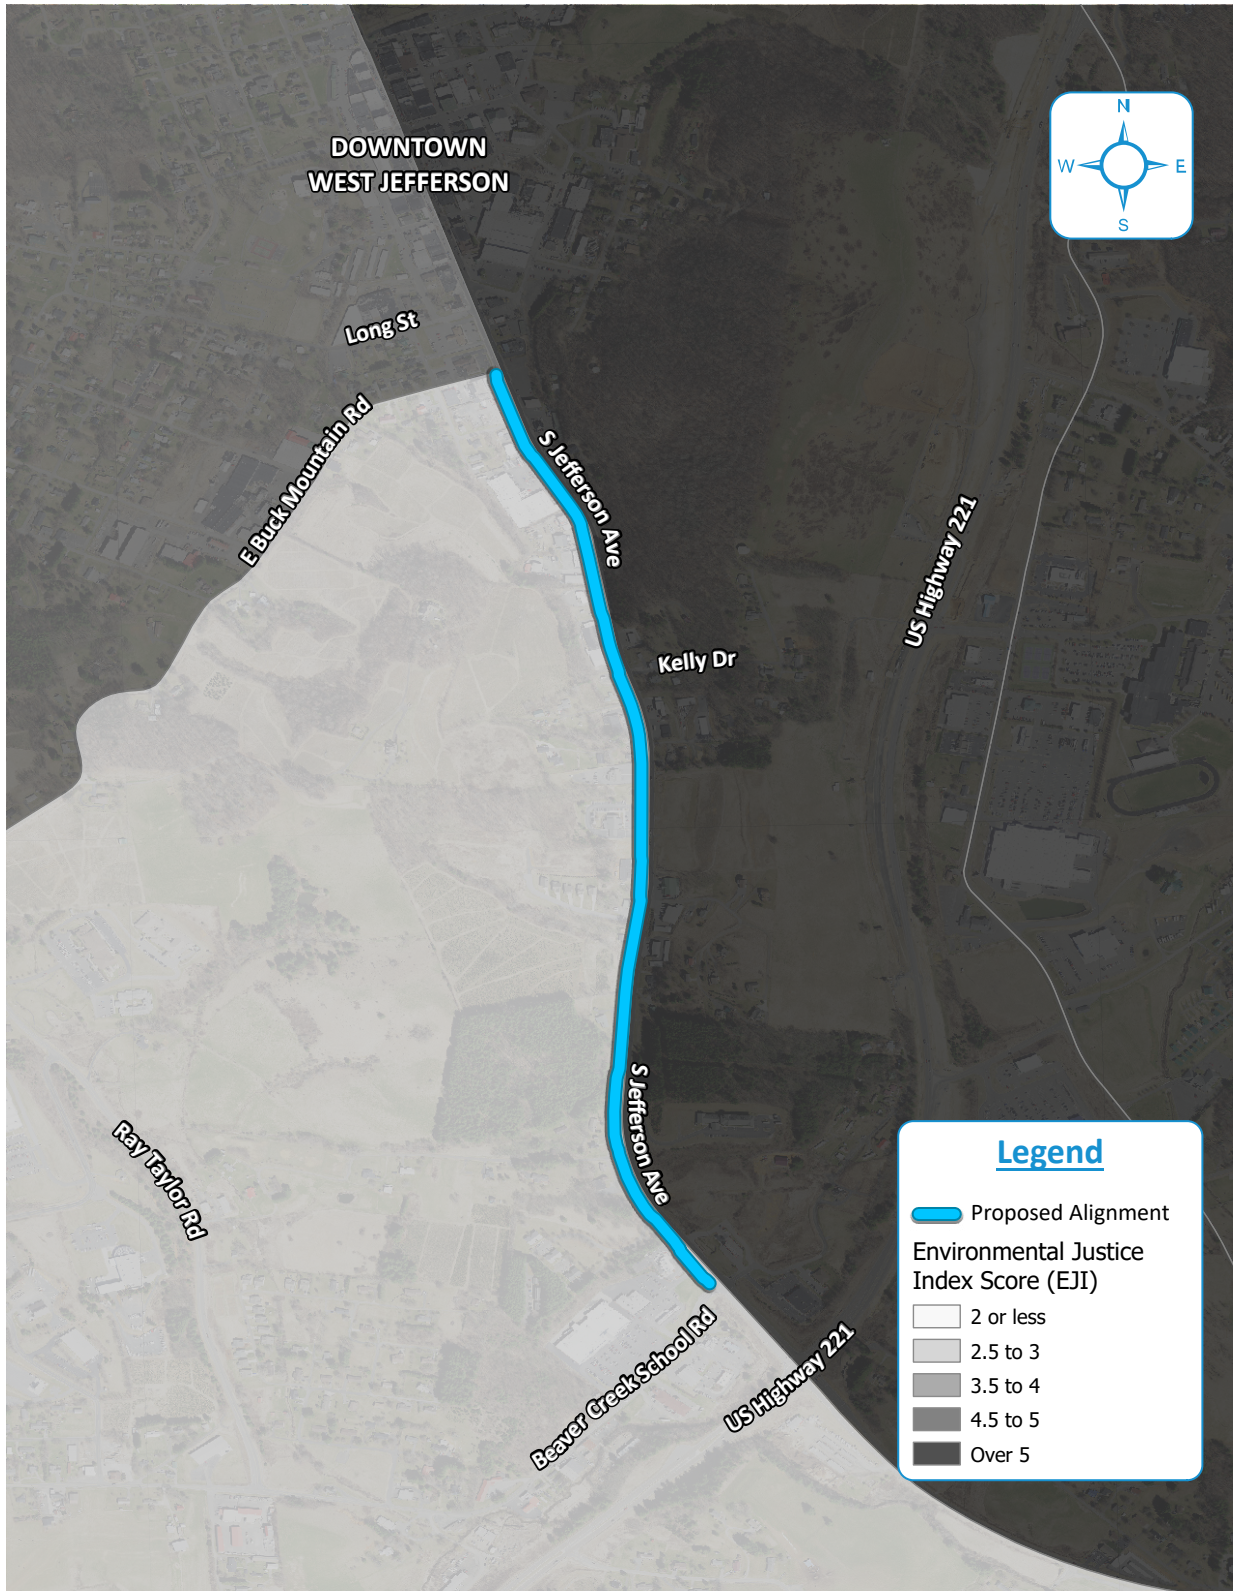 N
W
E
S
DOWNTOWN
WEST JEFFERSON
Long St
E Buck Mountain Rd
S Jefferson Ave
US Highway 221
Kelly Dr
S Jefferson Ave
Ray Taylor Rd
Beaver Creek School Rd
US Highway 221
Legend
Proposed Alignment
Environmental Justice
Index Score (EJI)
2 or less
2.5 to 3
3.5 to 4
4.5 to 5
Over 5